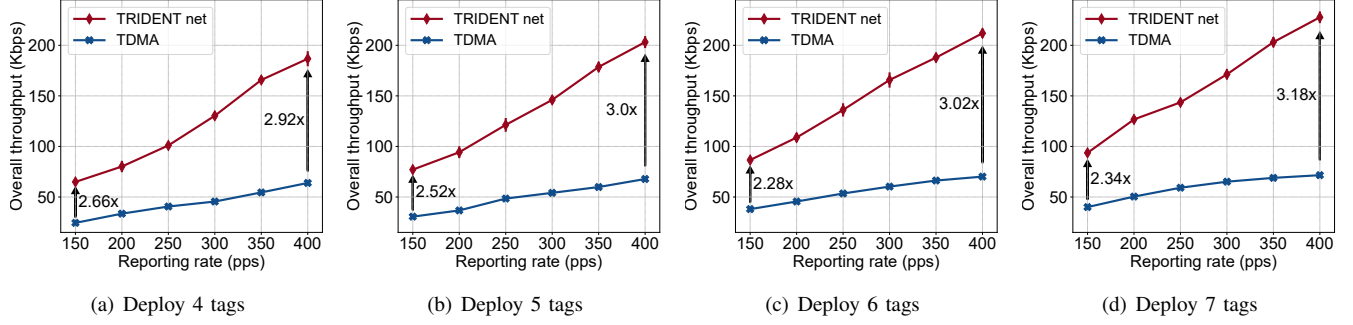 Overall throughput (Kbps)
200
150
100
50
TRIDENT net
TDMA
2.92x
2.66x
150 200 250 300 350 400
Reporting rate (pps)
(a) Deploy 4 tags
Overall throughput (Kbps)
200
150
100
50
TRIDENT net
TDMA
3.0x
2.52x
150 200 250 300 350 400
Reporting rate (pps)
(b) Deploy 5 tags
Overall throughput (Kbps)
200
150
100
50
TRIDENT net
TDMA
3.02x
2.28x
150 200 250 300 350 400
Reporting rate (pps)
(c) Deploy 6 tags
Overall throughput (Kbps)
200
150
100
50
TRIDENT net
TDMA
3.18x
2.34x
150 200 250 300 350 400
Reporting rate (pps)
(d) Deploy 7 tags